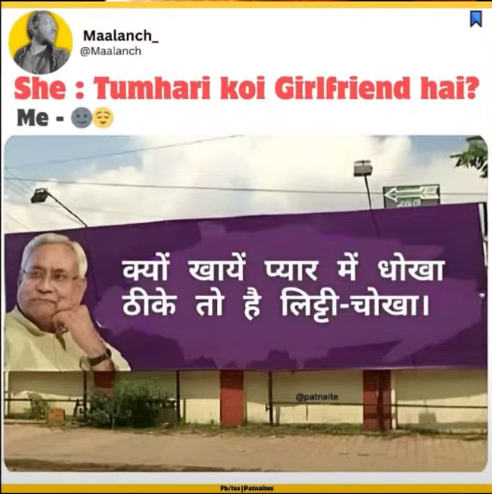 Maalanch_
@Maalanch
She : Tumhari koi Girlfriend hai?
Me - 🌚😌
क्यों खायें प्यार में धोखा
ठीके तो है लिट्टी-चोखा।
@patnaite
Fb/Ins|Patnaites